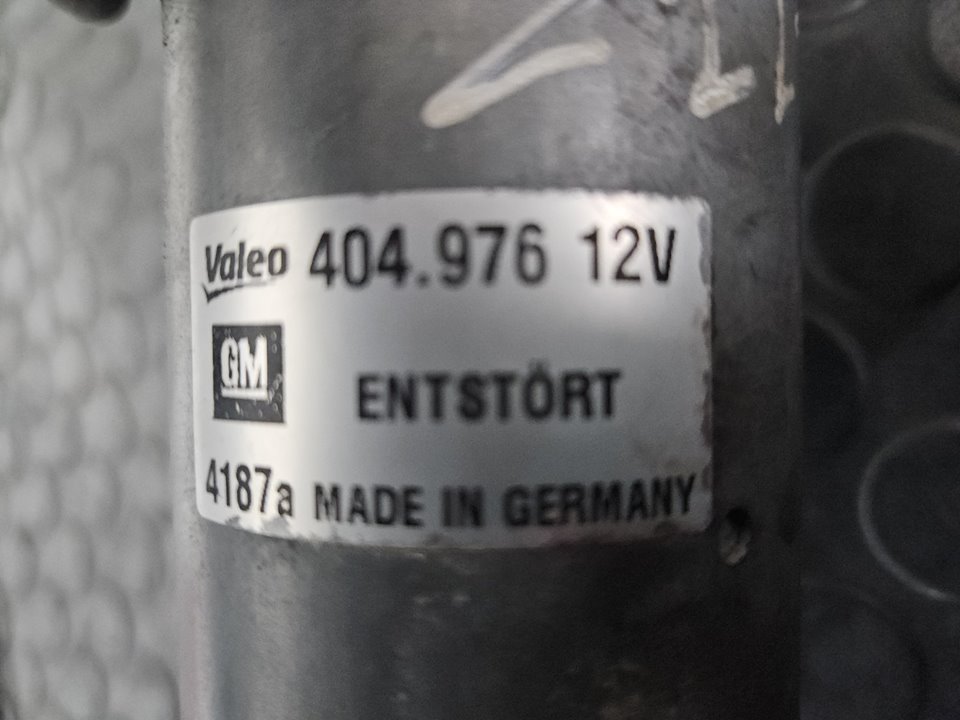 Valeo 404.976 12V
GM
ENTSTÖRT
4187a MADE IN GERMANY